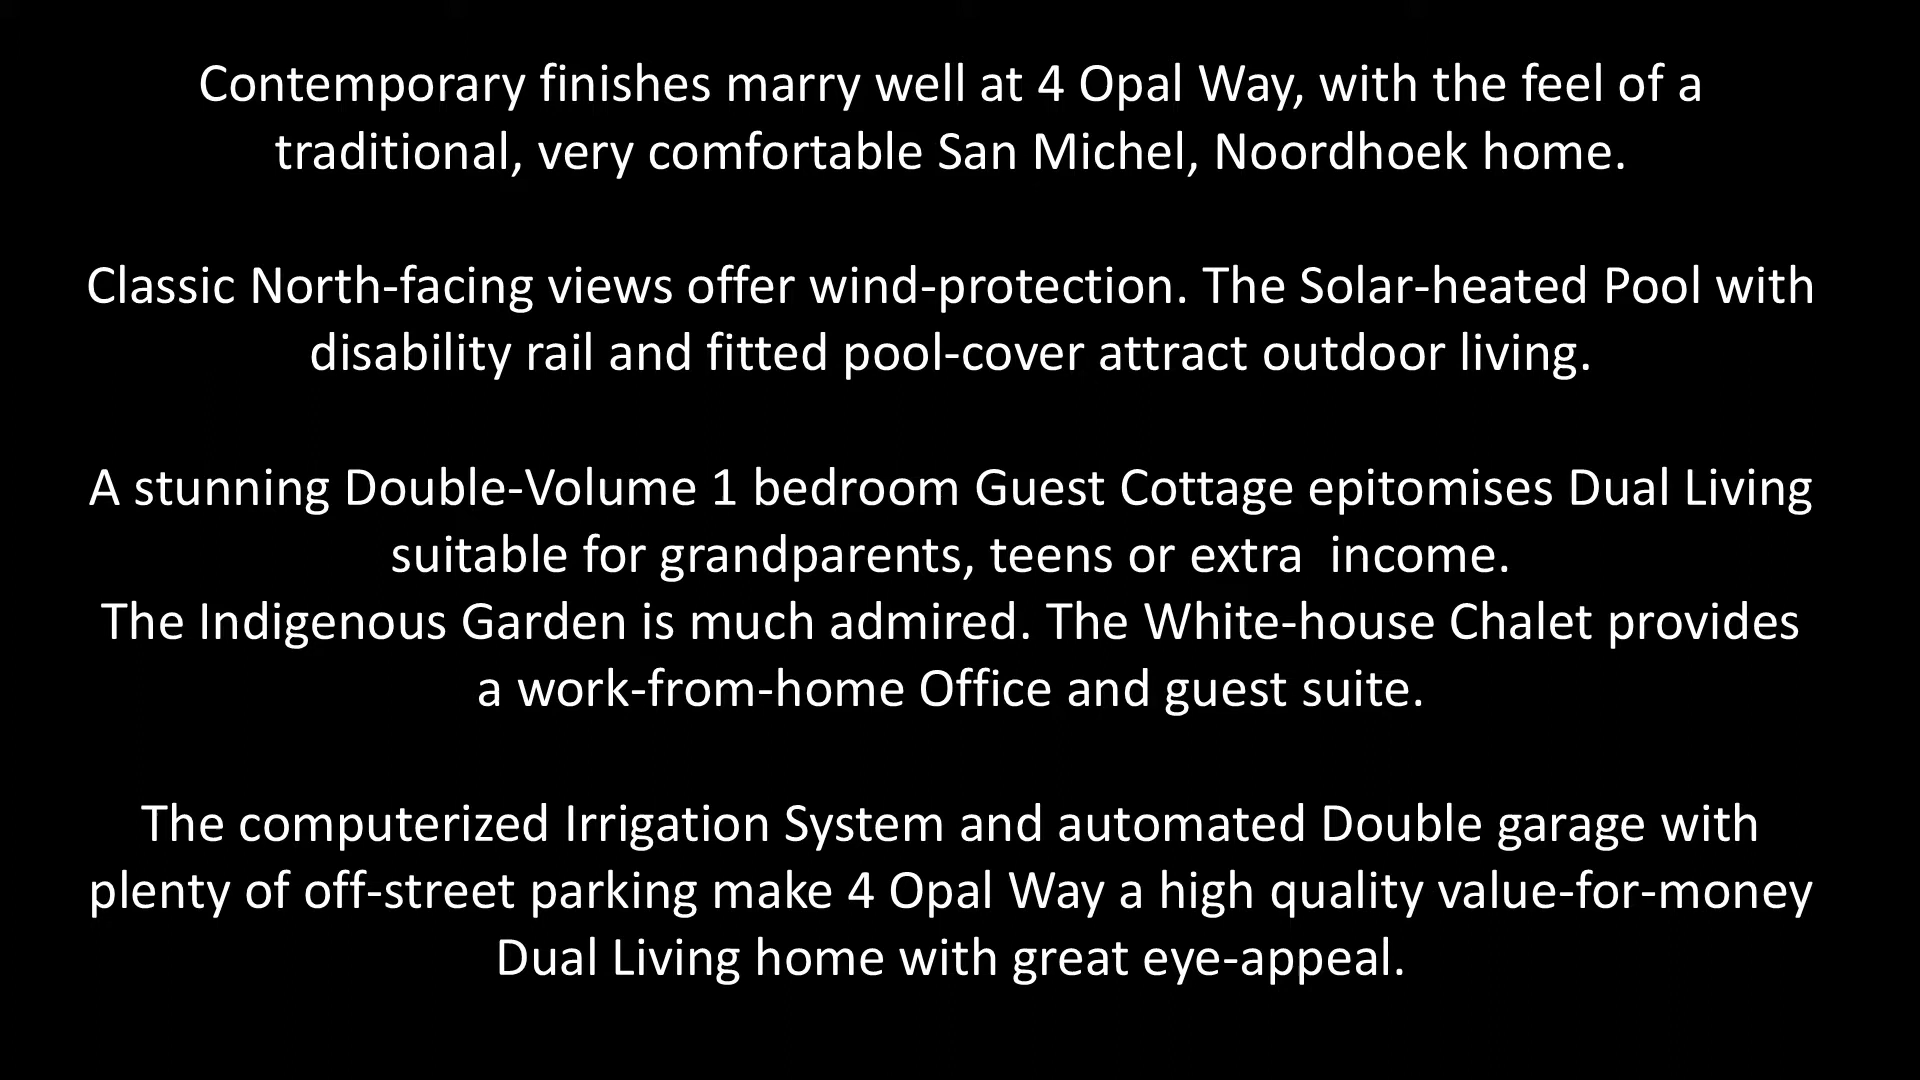 Contemporary finishes marry well at 4 Opal Way, with the feel of a
traditional, very comfortable San Michel, Noordhoek home.
Classic North-facing views offer wind-protection. The Solar-heated Pool with
disability rail and fitted pool-cover attract outdoor living.
A stunning Double-Volume 1 bedroom Guest Cottage epitomises Dual Living
suitable for grandparents, teens or extra  income.
The Indigenous Garden is much admired. The White-house Chalet provides
a work-from-home Office and guest suite.
The computerized Irrigation System and automated Double garage with
plenty of off-street parking make 4 Opal Way a high quality value-for-money
Dual Living home with great eye-appeal.